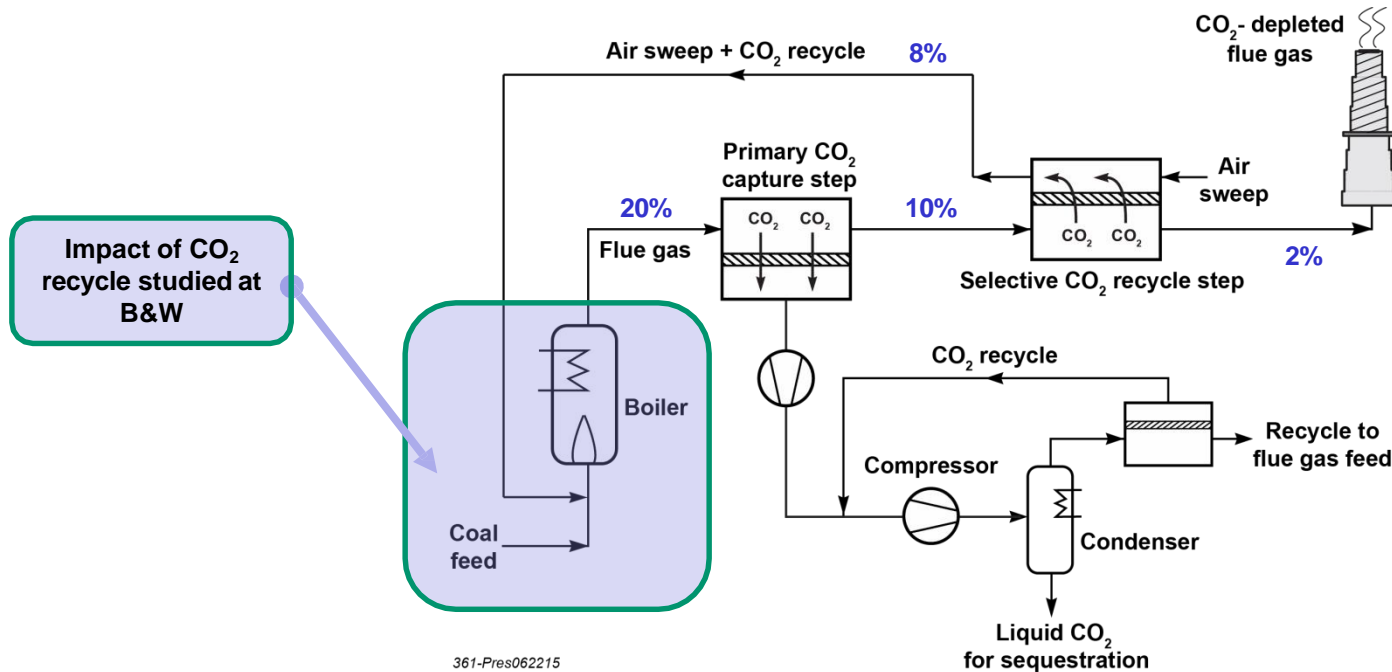 CO₂- depleted
flue gas
Air sweep + CO₂ recycle
8%
Primary CO₂
capture step
Air
sweep
20%
Flue gas
CO₂
CO₂
10%
CO₂
CO₂
2%
Selective CO₂ recycle step
Impact of CO₂
recycle studied at
B&W
CO₂ recycle
Boiler
Recycle to
flue gas feed
Compressor
Coal
feed
Condenser
Liquid CO₂
for sequestration
361-Pres062215